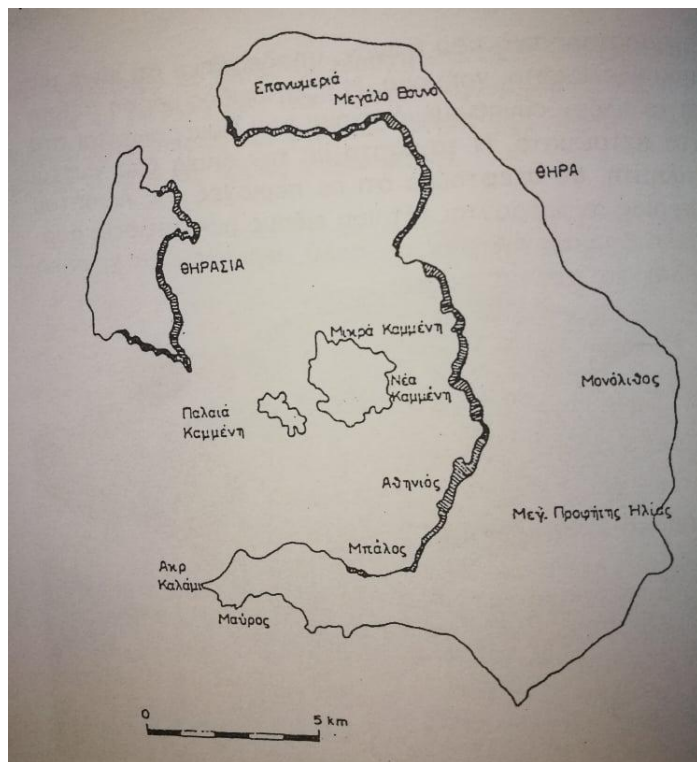 Επανωμεριά
Μεγάλο Βουνό
ΘΗΡΑ
ΘΗΡΑΣΙΑ
Μικρά Καμμένη
Νέα
Καμμένη
Μονόλιθος
Παλαιά
Καμμένη
Αθηνιός
Μεγ. Προφήτης Ηλίας
Μπάλος
Ακρ
Καλάμι
Μαύρος
0
5 km